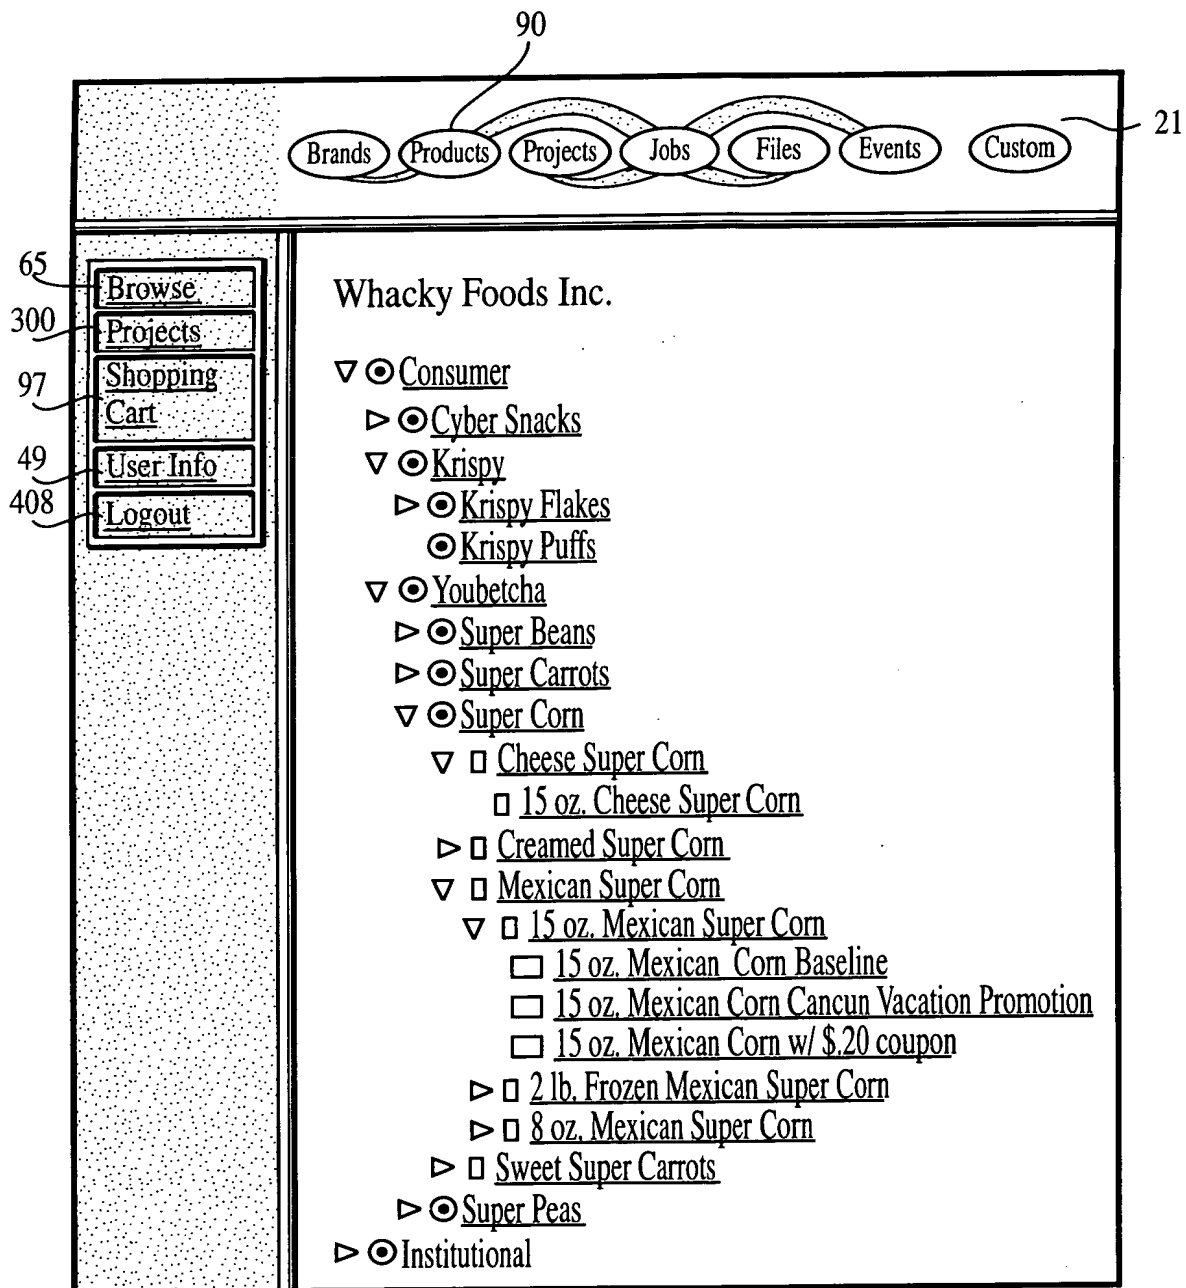 90
Brands Products Projects Jobs Files Events Custom
21
65
Browse
300
Projects
97
Shopping
Cart
49
User Info
408
Logout
Whacky Foods Inc.
Consumer
Cyber Snacks
Krispy
Krispy Flakes
Krispy Puffs
Youbetcha
Super Beans
Super Carrots
Super Corn
Cheese Super Corn
15 oz. Cheese Super Corn
Creamed Super Corn
Mexican Super Corn
15 oz. Mexican Super Corn
15 oz. Mexican Corn Baseline
15 oz. Mexican Corn Cancun Vacation Promotion
15 oz. Mexican Corn w/ $.20 coupon
2 lb. Frozen Mexican Super Corn
8 oz. Mexican Super Corn
Sweet Super Carrots
Super Peas
Institutional